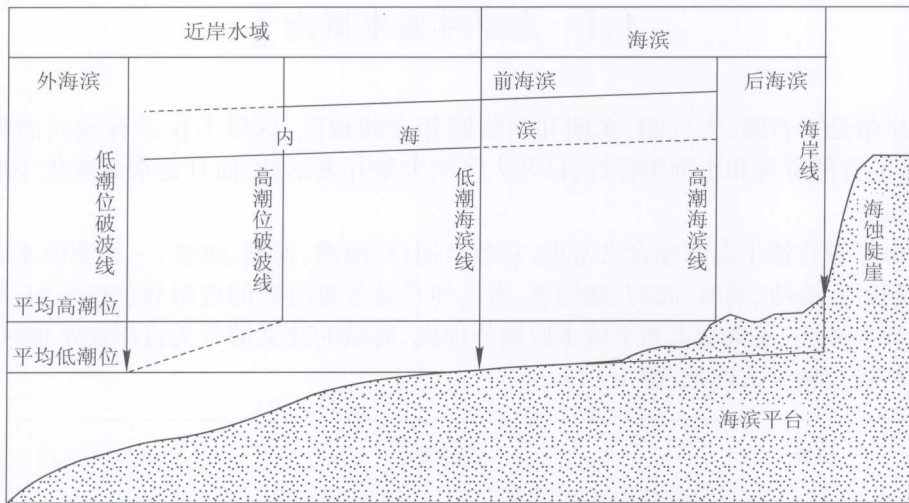 近岸水域
海滨
外海滨
前海滨
后海滨
内海滨
低潮位破波线
高潮位破波线
低潮海滨线
高潮海滨线
海岸线
海蚀陡崖
平均高潮位
平均低潮位
海滨平台